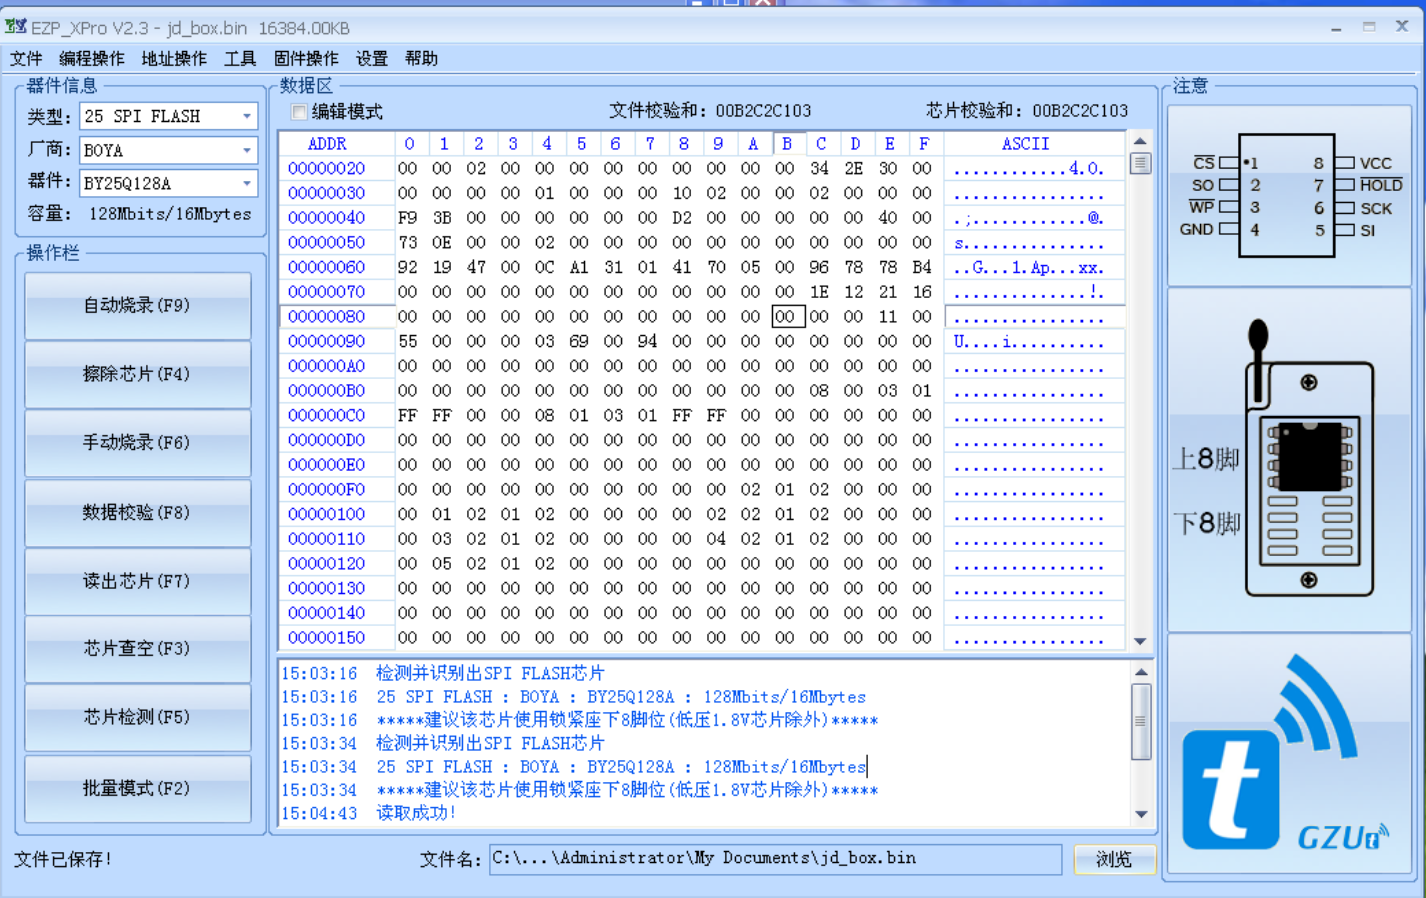 EZP_XPro V2.3 - jd_box.bin 16384.00KB
文件 编程操作 地址操作 工具 固件操作 设置 帮助
器件信息
类型: 25 SPI FLASH
厂商: BOYA
器件: BY25Q128A
容量: 128Mbits/16Mbytes
操作栏
自动烧录(F9)
擦除芯片(F4)
手动烧录(F6)
数据校验(F8)
读出芯片(F7)
芯片查空(F3)
芯片检测(F5)
批量模式(F2)
数据区
编辑模式 文件校验和: 00B2C2C103 芯片校验和: 00B2C2C103
ADDR 0 1 2 3 4 5 6 7 8 9 A B C D E F ASCII
00000020 00 00 02 00 00 00 00 00 00 00 00 00 34 2E 30 00 ............4.0.
00000030 00 00 00 00 01 00 00 00 10 02 00 00 02 00 00 00 ................
00000040 F9 3B 00 00 00 00 00 00 D2 00 00 00 00 00 40 00 .;............@.
00000050 73 0E 00 00 02 00 00 00 00 00 00 00 00 00 00 00 s...............
00000060 92 19 47 00 0C A1 31 01 41 70 05 00 96 78 78 B4 ..G...1.Ap...xx.
00000070 00 00 00 00 00 00 00 00 00 00 00 00 1E 12 21 16 ..............!.
00000080 00 00 00 00 00 00 00 00 00 00 00 00 00 00 11 00 ................
00000090 55 00 00 00 03 69 00 94 00 00 00 00 00 00 00 00 U....i..........
000000A0 00 00 00 00 00 00 00 00 00 00 00 00 00 00 00 00 ................
000000B0 00 00 00 00 00 00 00 00 00 00 00 00 08 00 03 01 ................
000000C0 FF FF 00 00 08 01 03 01 FF FF 00 00 00 00 00 00 ................
000000D0 00 00 00 00 00 00 00 00 00 00 00 00 00 00 00 00 ................
000000E0 00 00 00 00 00 00 00 00 00 00 00 00 00 00 00 00 ................
000000F0 00 00 00 00 00 00 00 00 00 00 02 01 02 00 00 00 ................
00000100 00 01 02 01 02 00 00 00 00 02 02 01 02 00 00 00 ................
00000110 00 03 02 01 02 00 00 00 00 04 02 01 02 00 00 00 ................
00000120 00 05 02 01 02 00 00 00 00 00 00 00 00 00 00 00 ................
00000130 00 00 00 00 00 00 00 00 00 00 00 00 00 00 00 00 ................
00000140 00 00 00 00 00 00 00 00 00 00 00 00 00 00 00 00 ................
00000150 00 00 00 00 00 00 00 00 00 00 00 00 00 00 00 00 ................
15:03:16 检测并识别出SPI FLASH芯片
15:03:16 25 SPI FLASH : BOYA : BY25Q128A : 128Mbits/16Mbytes
15:03:16 *****建议该芯片使用锁紧座下8脚位(低压1.8V芯片除外)*****
15:03:34 检测并识别出SPI FLASH芯片
15:03:34 25 SPI FLASH : BOYA : BY25Q128A : 128Mbits/16Mbytes
15:03:34 *****建议该芯片使用锁紧座下8脚位(低压1.8V芯片除外)*****
15:04:43 读取成功!
注意
CS 1 8 VCC
SO 2 7 HOLD
WP 3 6 SCK
GND 4 5 SI
上8脚
下8脚
t
GZUt
文件已保存! 文件名: C:\...\Administrator\My Documents\jd_box.bin 浏览